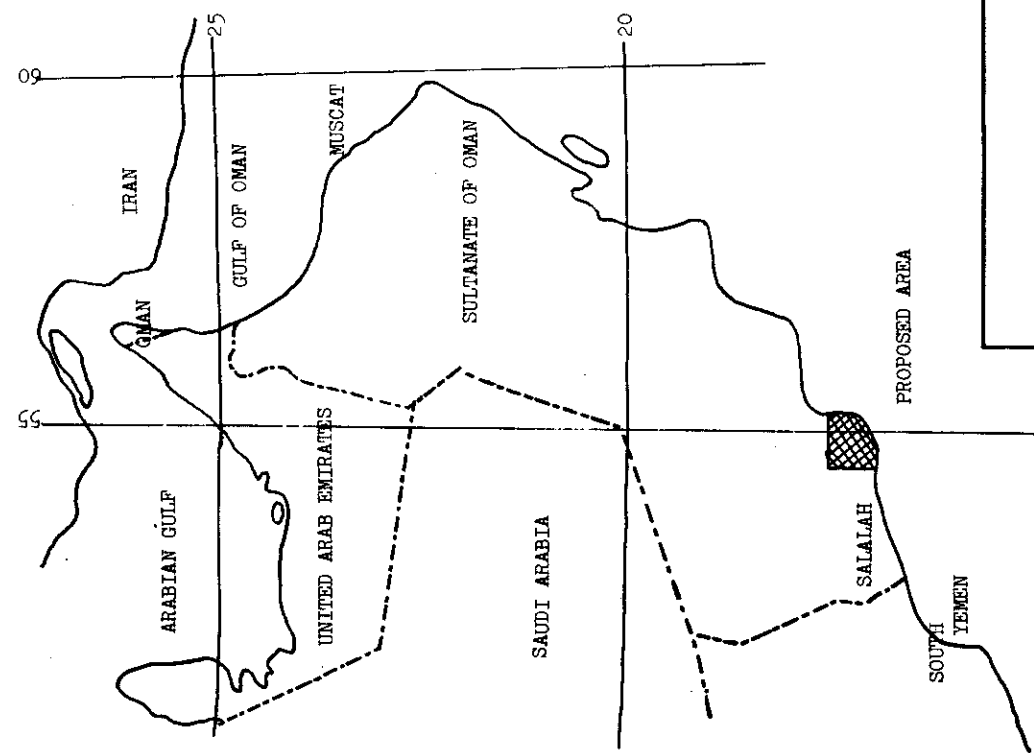 60
25
20
55
IRAN
OMAN
GULF OF OMAN
MUSCAT
SULTANATE OF OMAN
ARABIAN GULF
UNITED ARAB EMIRATES
SAUDI ARABIA
PROPOSED AREA
SALALAH
SOUTH
YEMEN